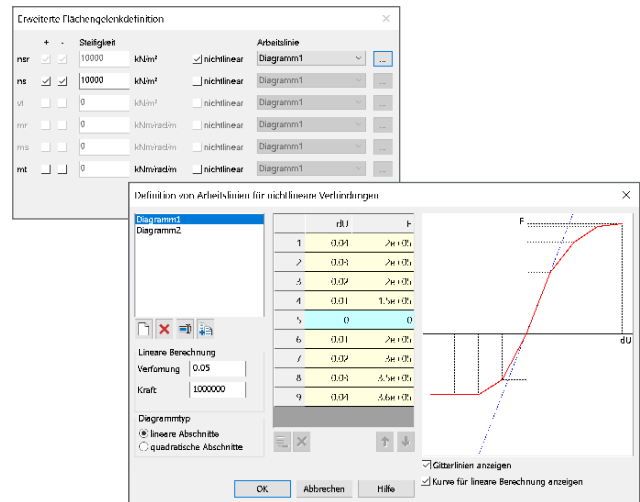 Erweiterte Flächengelenkdefinition
+ - Steifigkeit Arbeitslinie
nsr 10000 kN/m² nichtlinear Diagramm1 ...
ns 10000 kN/m² nichtlinear Diagramm1 ...
vt 0 kN/m² nichtlinear Diagramm1 ...
mr 0 kNm/rad/m nichtlinear Diagramm1 ...
ms 0 kNm/rad/m nichtlinear Diagramm1 ...
mt 0 kNm/rad/m nichtlinear Diagramm1 ...
Definition von Arbeitslinien für nichtlineare Verbindungen
Diagramm1
Diagramm2
Lineare Berechnung
Verformung 0.05
Kraft 1000000
Diagrammtyp
lineare Abschnitte
quadratische Abschnitte
dU F
1 0.04 2e+05
2 0.03 2e+05
3 0.02 2e+05
4 0.01 1.5e+05
5 0 0
6 0.01 2e+05
7 0.02 3e+05
8 0.03 3.5e+05
9 0.04 3.6e+05
F
dU
Gitterlinien anzeigen
Kurve für lineare Berechnung anzeigen
OK Abbrechen Hilfe